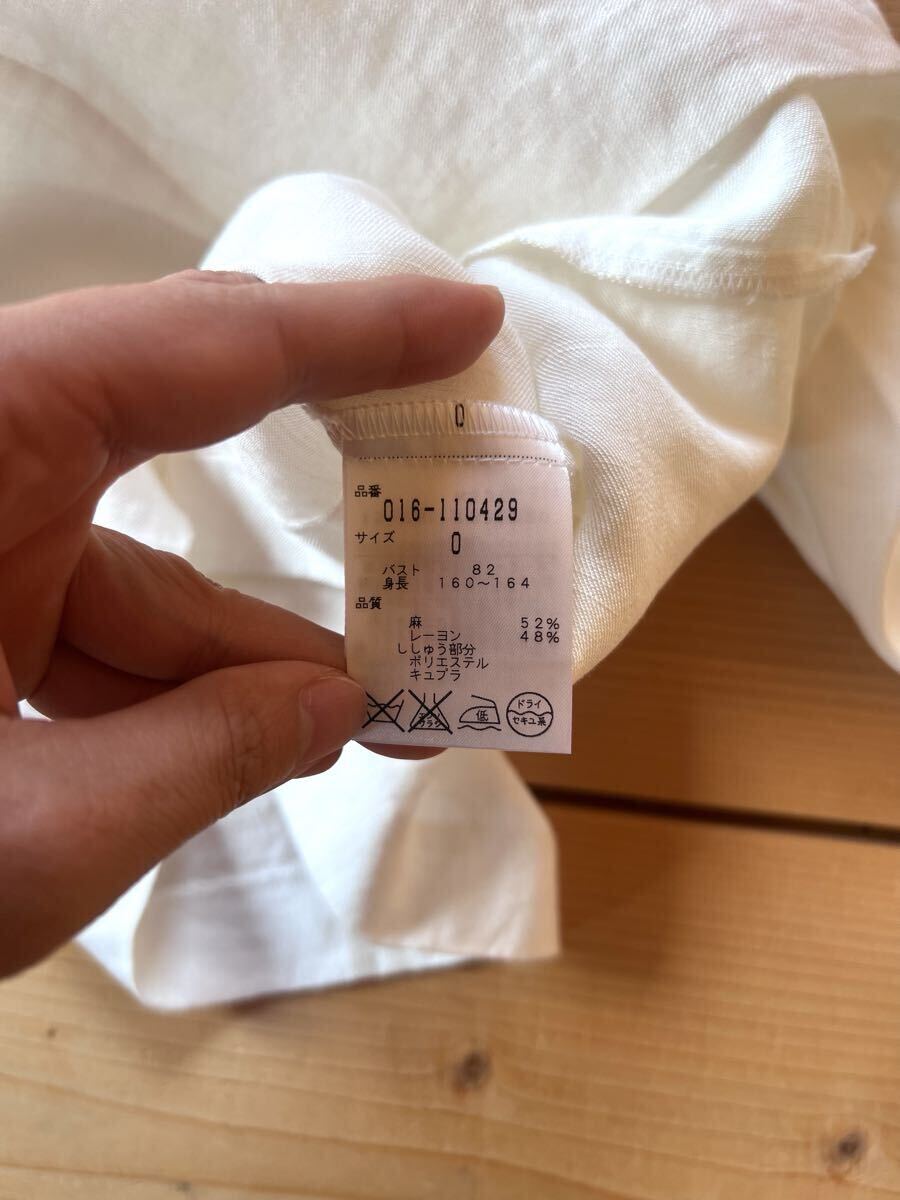 0
品番
016-110429
サイズ 0
バスト 82
身長 160～164
品質
麻 52%
レーヨン 48%
ししゅう部分
ポリエステル
キュプラ
低 ドライ
セキユ系